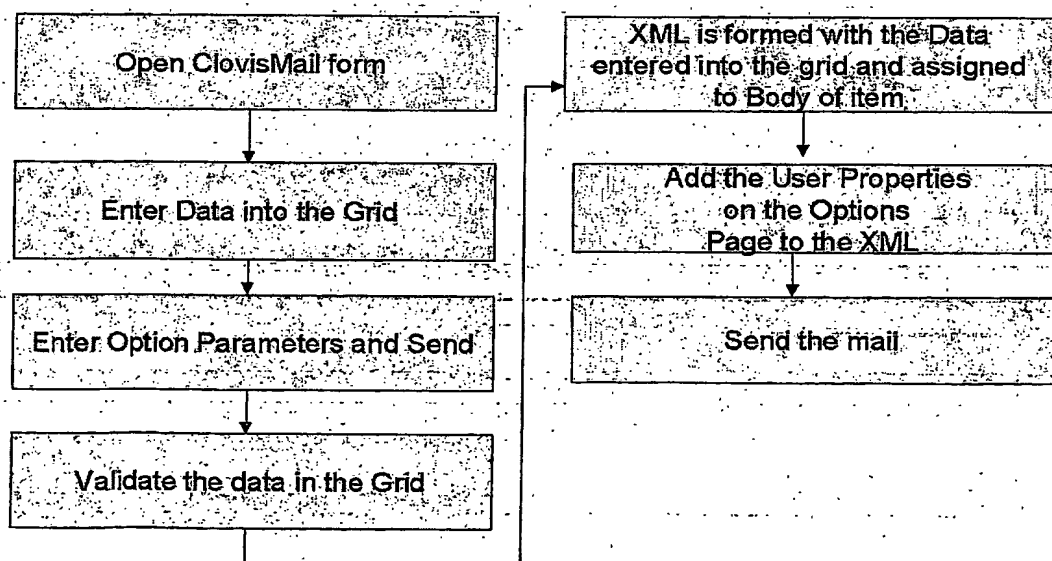 Open ClovisMail form
Enter Data into the Grid
Enter Option Parameters and Send
Validate the data in the Grid
XML is formed with the Data
entered into the grid and assigned
to Body of item
Add the User Properties
on the Options
Page to the XML
Send the mail